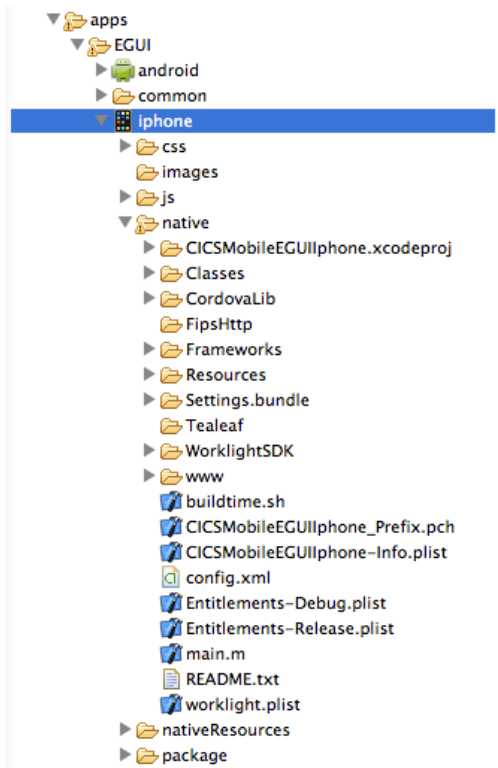 apps
EGUI
android
common
iphone
css
images
js
native
CICSMobileEGUIIphone.xcodeproj
Classes
CordovaLib
FipsHttp
Frameworks
Resources
Settings.bundle
Tealeaf
WorklightSDK
www
buildtime.sh
CICSMobileEGUIIphone_Prefix.pch
CICSMobileEGUIIphone-Info.plist
config.xml
Entitlements-Debug.plist
Entitlements-Release.plist
main.m
README.txt
worklight.plist
nativeResources
package